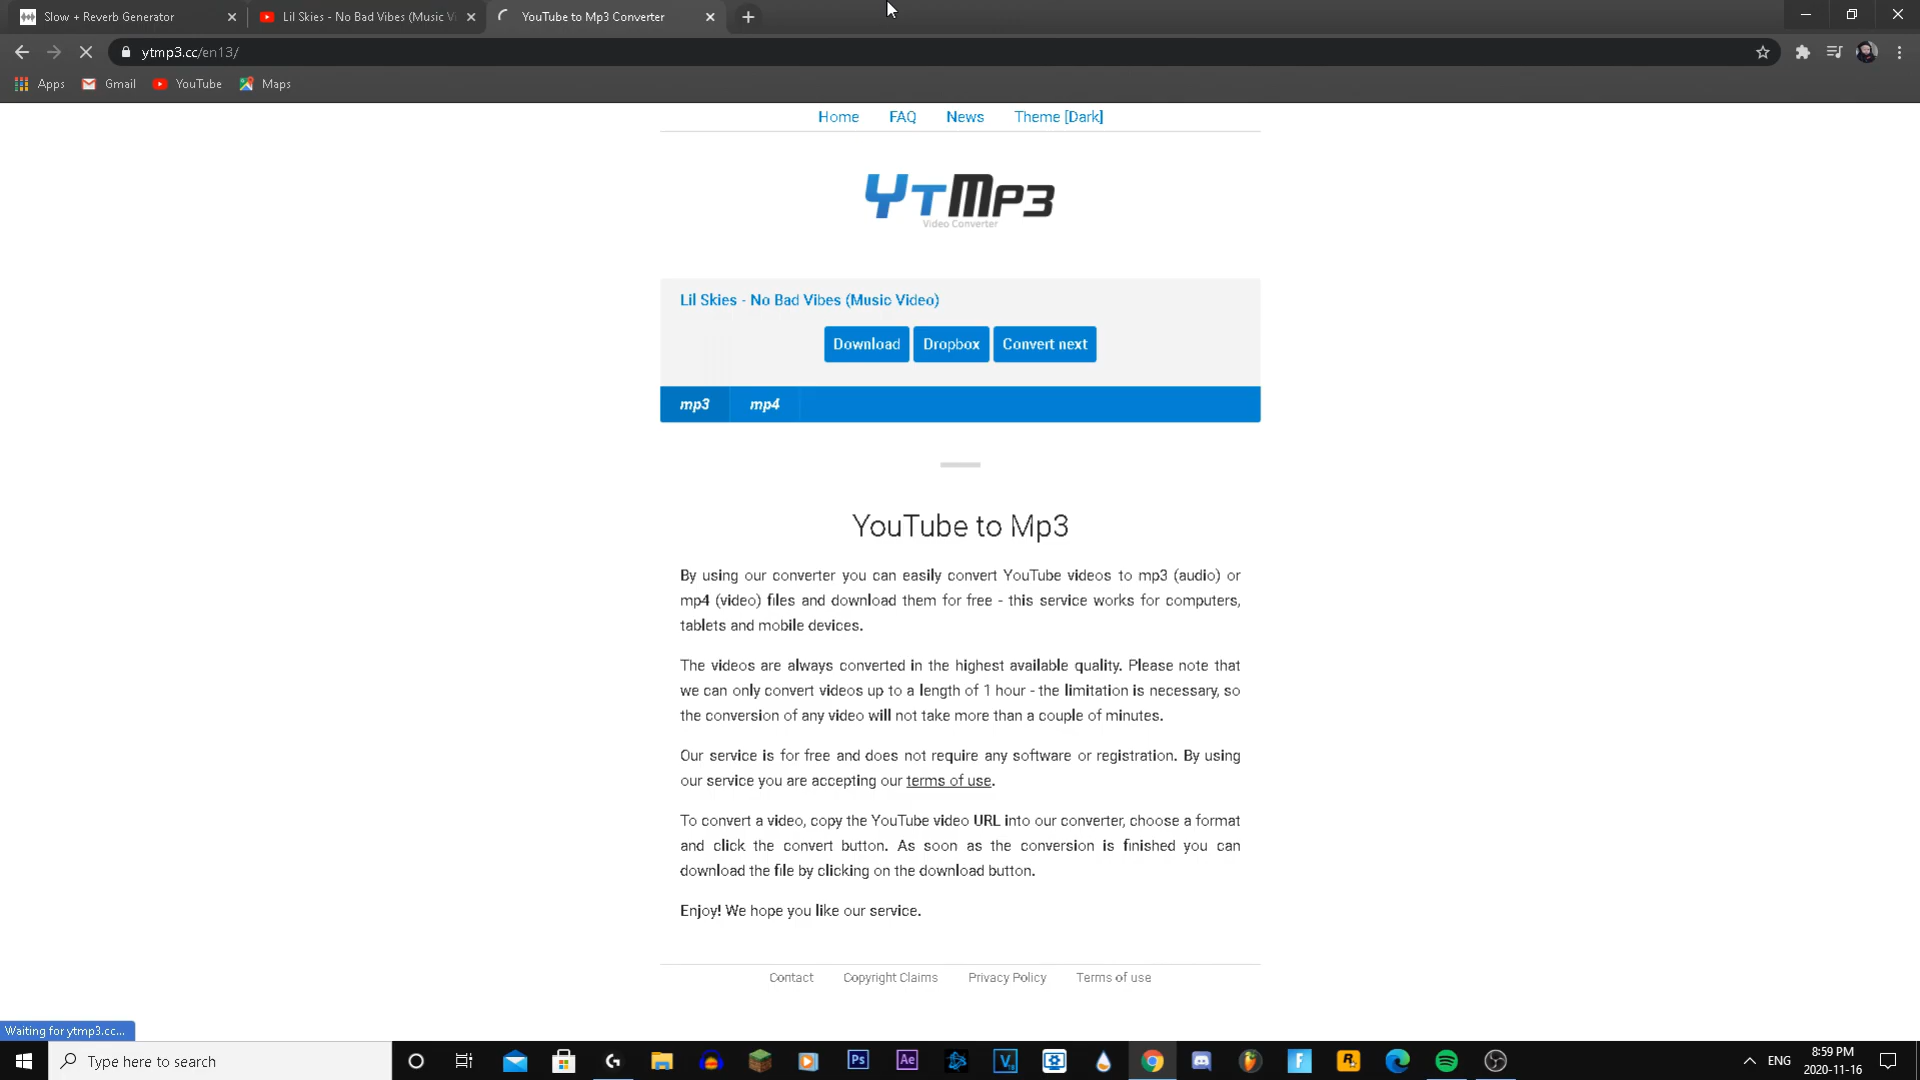 Slow + Reverb Generator
Lil Skies - No Bad Vibes (Music Vi
YouTube to Mp3 Converter
ytmp3.cc/en13/
Apps
Gmail
YouTube
Maps
Home
FAQ
News
Theme [Dark]
YTMP3
Video Converter
Lil Skies - No Bad Vibes (Music Video)
Download
Dropbox
Convert next
mp3
mp4
YouTube to Mp3
By using our converter you can easily convert YouTube videos to mp3 (audio) or
mp4 (video) files and download them for free - this service works for computers,
tablets and mobile devices.
The videos are always converted in the highest available quality. Please note that
we can only convert videos up to a length of 1 hour - the limitation is necessary, so
the conversion of any video will not take more than a couple of minutes.
Our service is for free and does not require any software or registration. By using
our service you are accepting our terms of use.
To convert a video, copy the YouTube video URL into our converter, choose a format
and click the convert button. As soon as the conversion is finished you can
download the file by clicking on the download button.
Enjoy! We hope you like our service.
Contact
Copyright Claims
Privacy Policy
Terms of use
Waiting for ytmp3.cc...
Type here to search
Ps
Ae
ENG
8:59 PM
2020-11-16